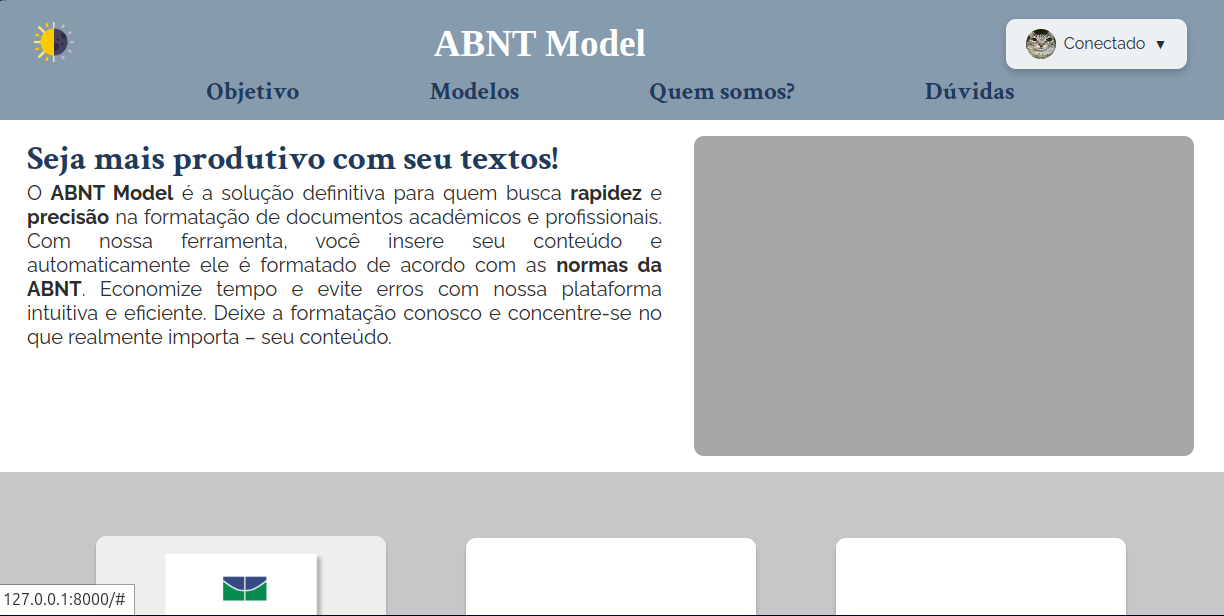 ABNT Model
Conectado ▼
Objetivo Modelos Quem somos? Dúvidas
Seja mais produtivo com seu textos!
O ABNT Model é a solução definitiva para quem busca rapidez e
precisão na formatação de documentos acadêmicos e profissionais.
Com nossa ferramenta, você insere seu conteúdo e
automaticamente ele é formatado de acordo com as normas da
ABNT. Economize tempo e evite erros com nossa plataforma
intuitiva e eficiente. Deixe a formatação conosco e concentre-se no
que realmente importa – seu conteúdo.
127.0.0.1:8000/#